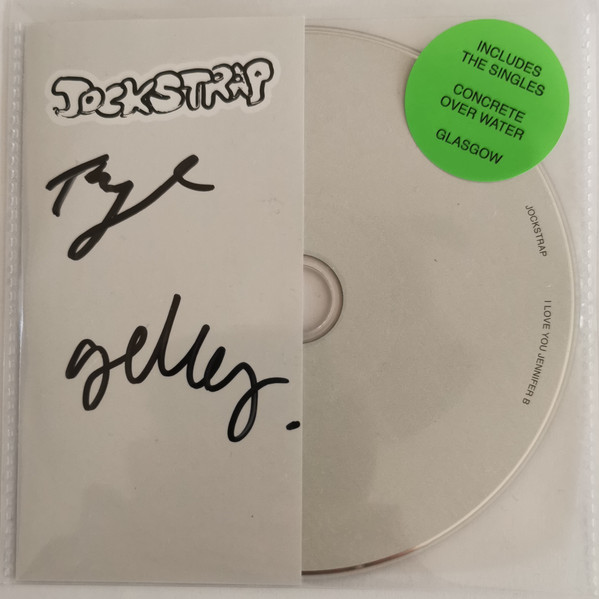 JOCKSTRAP
INCLUDES
THE SINGLES
CONCRETE
OVER WATER
GLASGOW
JOCKSTRAP
I LOVE YOU JENNIFER B